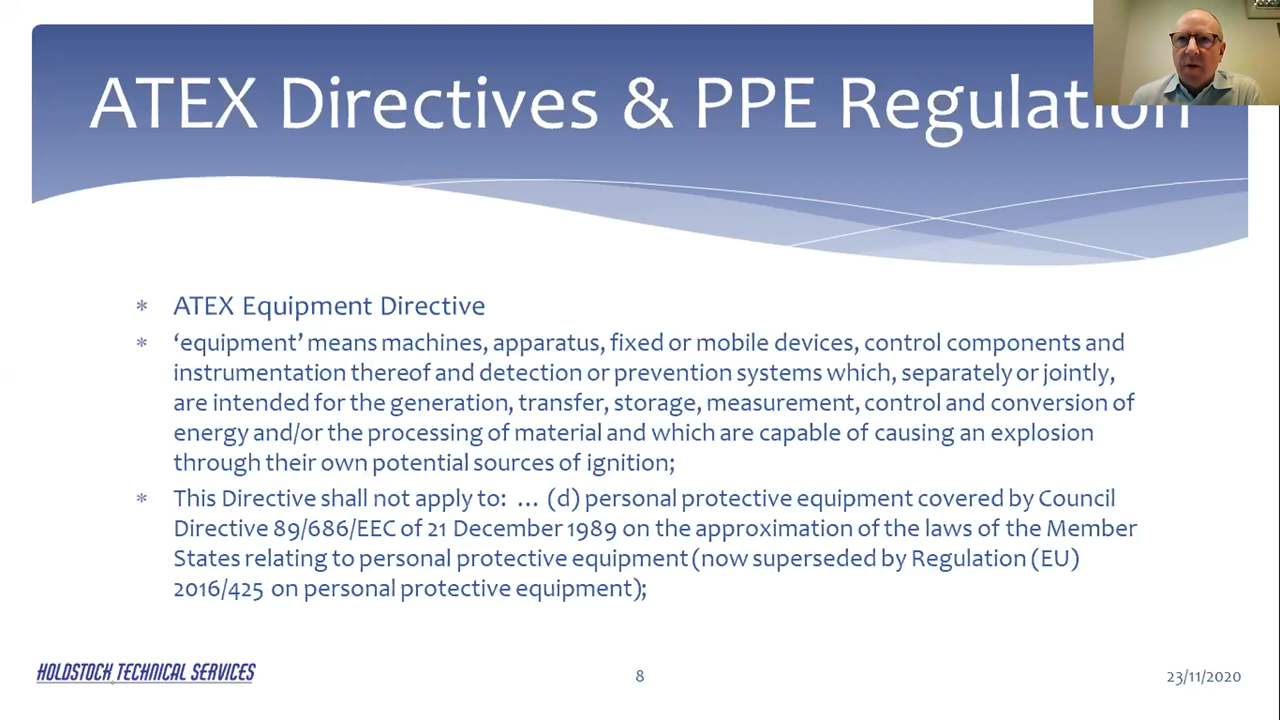 ATEX Directives & PPE Regulation
* ATEX Equipment Directive
* ‘equipment’ means machines, apparatus, fixed or mobile devices, control components and
instrumentation thereof and detection or prevention systems which, separately or jointly,
are intended for the generation, transfer, storage, measurement, control and conversion of
energy and/or the processing of material and which are capable of causing an explosion
through their own potential sources of ignition;
* This Directive shall not apply to: … (d) personal protective equipment covered by Council
Directive 89/686/EEC of 21 December 1989 on the approximation of the laws of the Member
States relating to personal protective equipment (now superseded by Regulation (EU)
2016/425 on personal protective equipment);
HOLDSTOCK TECHNICAL SERVICES
8
23/11/2020